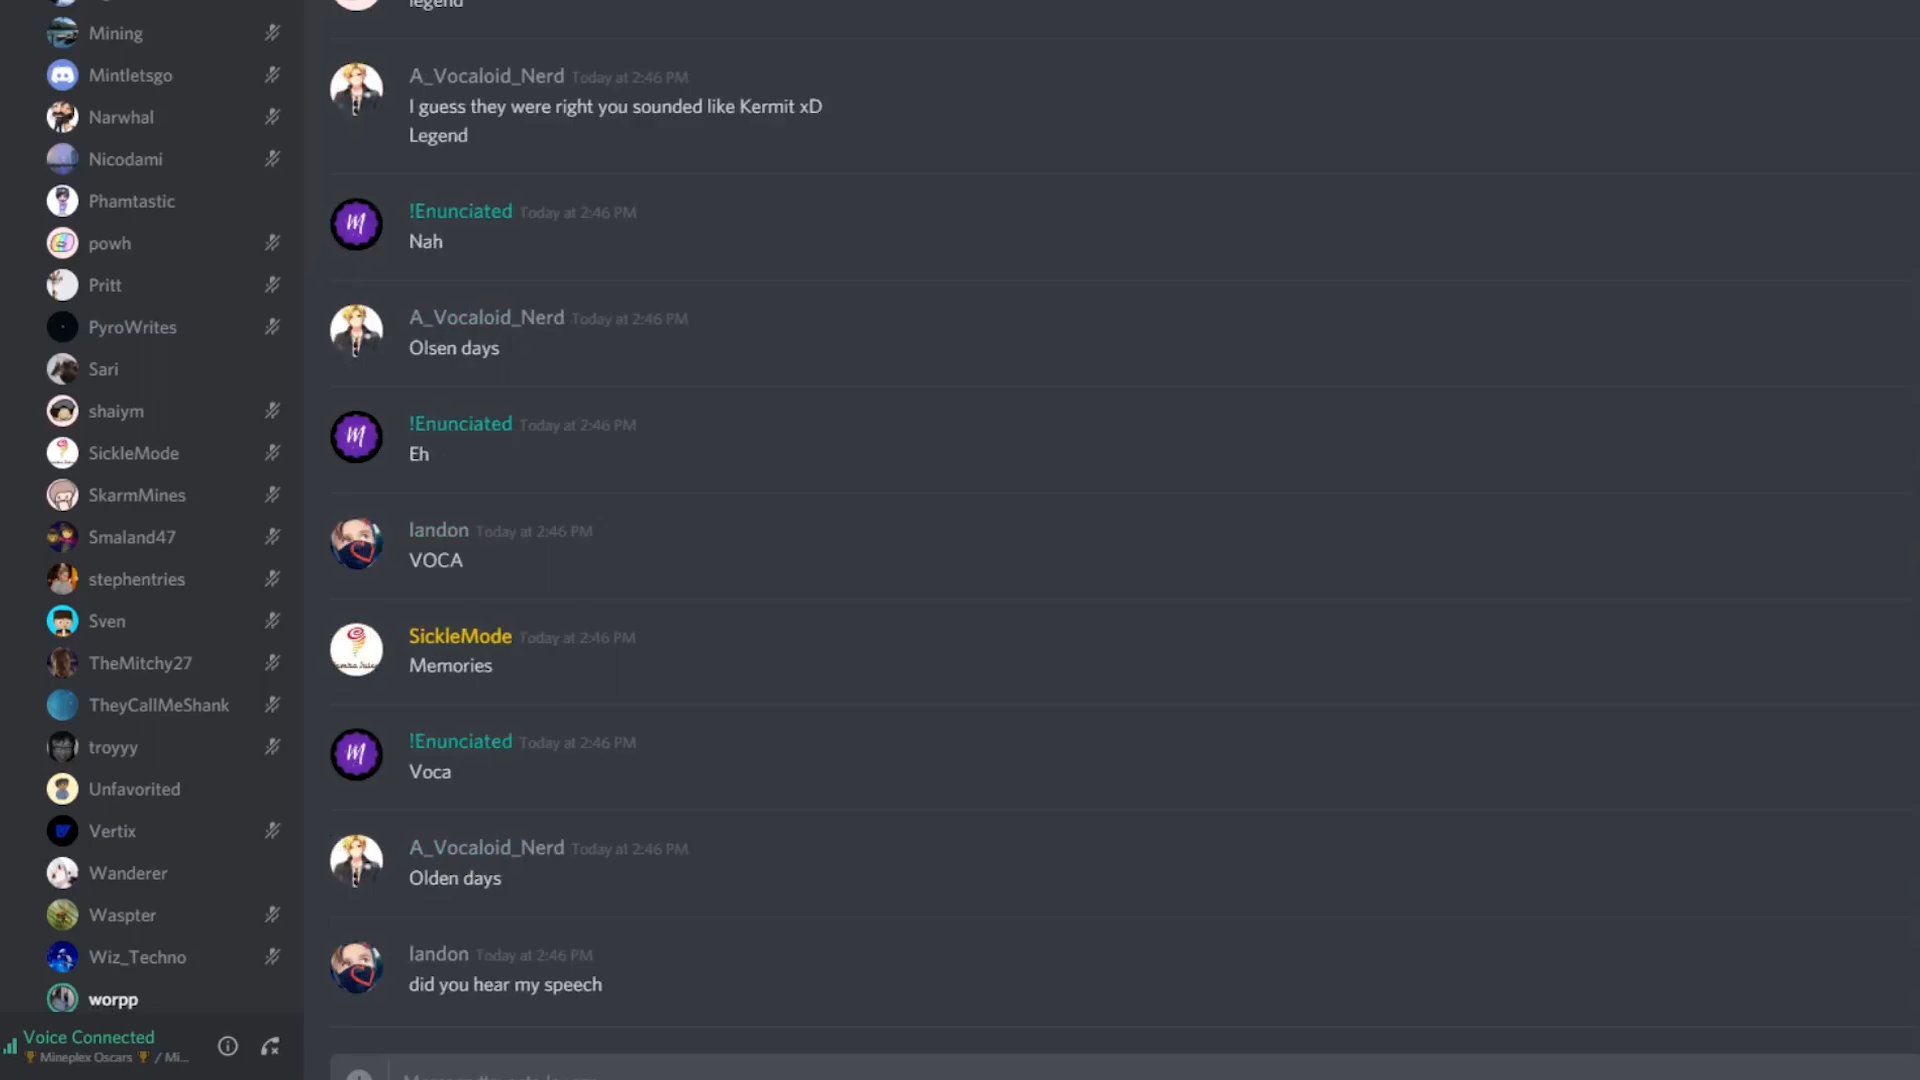 Mining
Mintletsgo
Narwhal
Nicodami
Phamtastic
powh
Pritt
PyroWrites
Sari
shaiym
SickleMode
SkarmMines
Smaland47
stephentries
Sven
TheMitchy27
TheyCallMeShank
troyyy
Unfavorited
Vertix
Wanderer
Waspter
Wiz_Techno
worpp
Voice Connected
Mineplex Oscars / Mi...
legend
A_Vocaloid_Nerd Today at 2:46 PM
I guess they were right you sounded like Kermit xD
Legend
!Enunciated Today at 2:46 PM
Nah
A_Vocaloid_Nerd Today at 2:46 PM
Olsen days
!Enunciated Today at 2:46 PM
Eh
landon Today at 2:46 PM
VOCA
SickleMode Today at 2:46 PM
Memories
!Enunciated Today at 2:46 PM
Voca
A_Vocaloid_Nerd Today at 2:46 PM
Olden days
landon Today at 2:46 PM
did you hear my speech